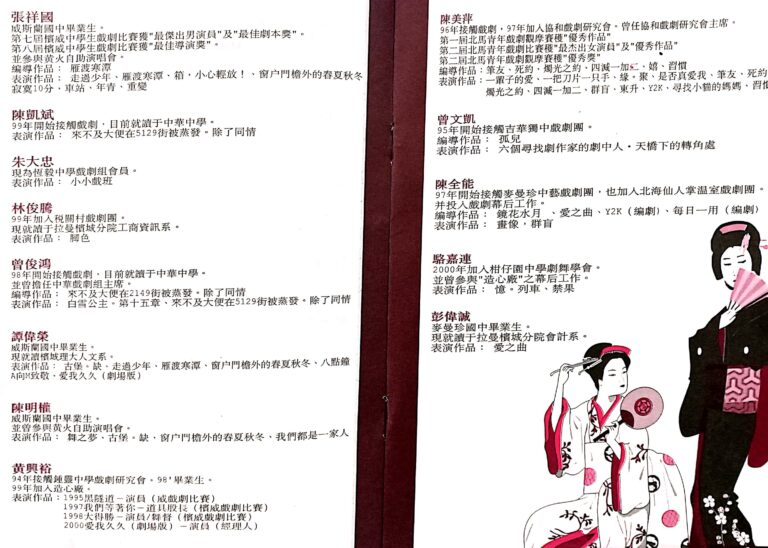 張祥國
威斯蘭國中畢業生。
第七屆檳威中學生戲劇比賽獲"最傑出男演員"及"最佳劇本獎"。
第八屆檳威中學生戲劇比賽獲"最佳導演獎"。
並參與黃火自助演唱會。
編導作品： 雁渡寒潭
表演作品： 走過少年、雁渡寒潭、箱，小心輕放！、窗户門檐外的春夏秋冬
寂寞10分、車站、年青、重變
陳凱斌
99年開始接觸戲劇，目前就讀于中華中學。
表演作品： 來不及大便在5129街被蒸發。除了同情
朱大忠
現為恆毅中學戲劇組會員。
表演作品： 小小戲班
林俊騰
99年加入稅關村戲劇團。
現就讀于拉曼檳城分院工商資訊系。
表演作品： 腳色
曾俊鴻
98年開始接觸戲劇，目前就讀于中華中學。
並曾擔任中華戲劇組主席。
編導作品： 來不及大便在2149街被蒸發。除了同情
表演作品： 白雪公主。第十五章、來不及大便在5129街被蒸發。除了同情
譚偉榮
威斯蘭國中畢業生。
現就讀檳城理大人文系。
表演作品： 古堡。缺。走過少年、雁渡寒潭、窗户門檐外的春夏秋冬、八點鐘
A向M致敬、愛我久久（劇場版）
陳明權
威斯蘭國中畢業生。
並曾參與黃火自助演唱會。
表演作品： 舞之夢、古堡。缺，窗户門檐外的春夏秋冬、我們都是一家人
黃興裕
94年接觸鍾靈中學戲劇研究會。98'畢業生。
99年加入造心廠。
表演作品：1995黑隧道－演員（威戲劇比賽）
1997我們等著你－道具股長（檳威戲劇比賽）
1998大得勝－演員/舞督（檳威戲劇比賽）
2000愛我久久（劇場版）－演員（經理人）
陳美萍
96年接觸戲劇，97年加入協和戲劇研究會。曾任協和戲劇研究會主席。
第一屆北馬青年戲劇觀摩賽獲"優秀作品"
第二屆北馬青年戲劇比賽獲"最杰出女演員"及"優秀作品"
第二屆北馬青年戲劇觀摩賽獲"優秀獎"
編導作品： 筆友、死約、燭光之約、四減一加二、嬉、習慣
表演作品：一輩子的愛、一把刀片一只手、緣。聚、是否真愛我、筆友、死約
燭光之約、四減一加二、群盲、東升、Y2K、尋找小貓的媽媽、習慣
曾文凱
95年開始接觸古華獨中戲劇團。
編導作品： 孤兒
表演作品： 六個尋找劇作家的劇中人・天橋下的轉角處
陳全能
97年開始接觸麥曼珍中藝戲劇團，也加入北海仙人掌温室戲劇團。
并投入戲劇幕后工作。
編導作品： 鏡花水月 、愛之曲、Y2K（編劇）、每日一用（編劇）
表演作品： 畫像，群盲
駱嘉連
2000年加入柑仔園中學劇舞學會。
並曾參與"造心廠"之幕后工作。
表演作品： 憶。列車、禁果
彭偉誠
麥曼珍國中畢業生。
現就讀于拉曼檳城分院會計系。
表演作品： 愛之曲